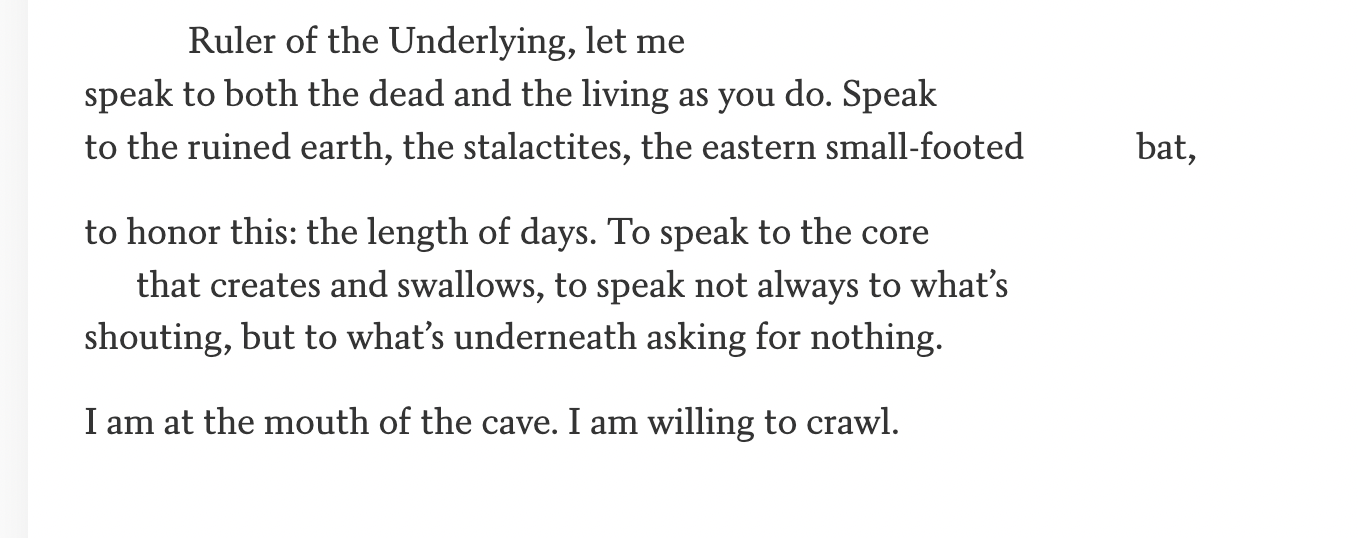 Ruler of the Underlying, let me
speak to both the dead and the living as you do. Speak
to the ruined earth, the stalactites, the eastern small-footed bat,
to honor this: the length of days. To speak to the core
that creates and swallows, to speak not always to what’s
shouting, but to what’s underneath asking for nothing.
I am at the mouth of the cave. I am willing to crawl.